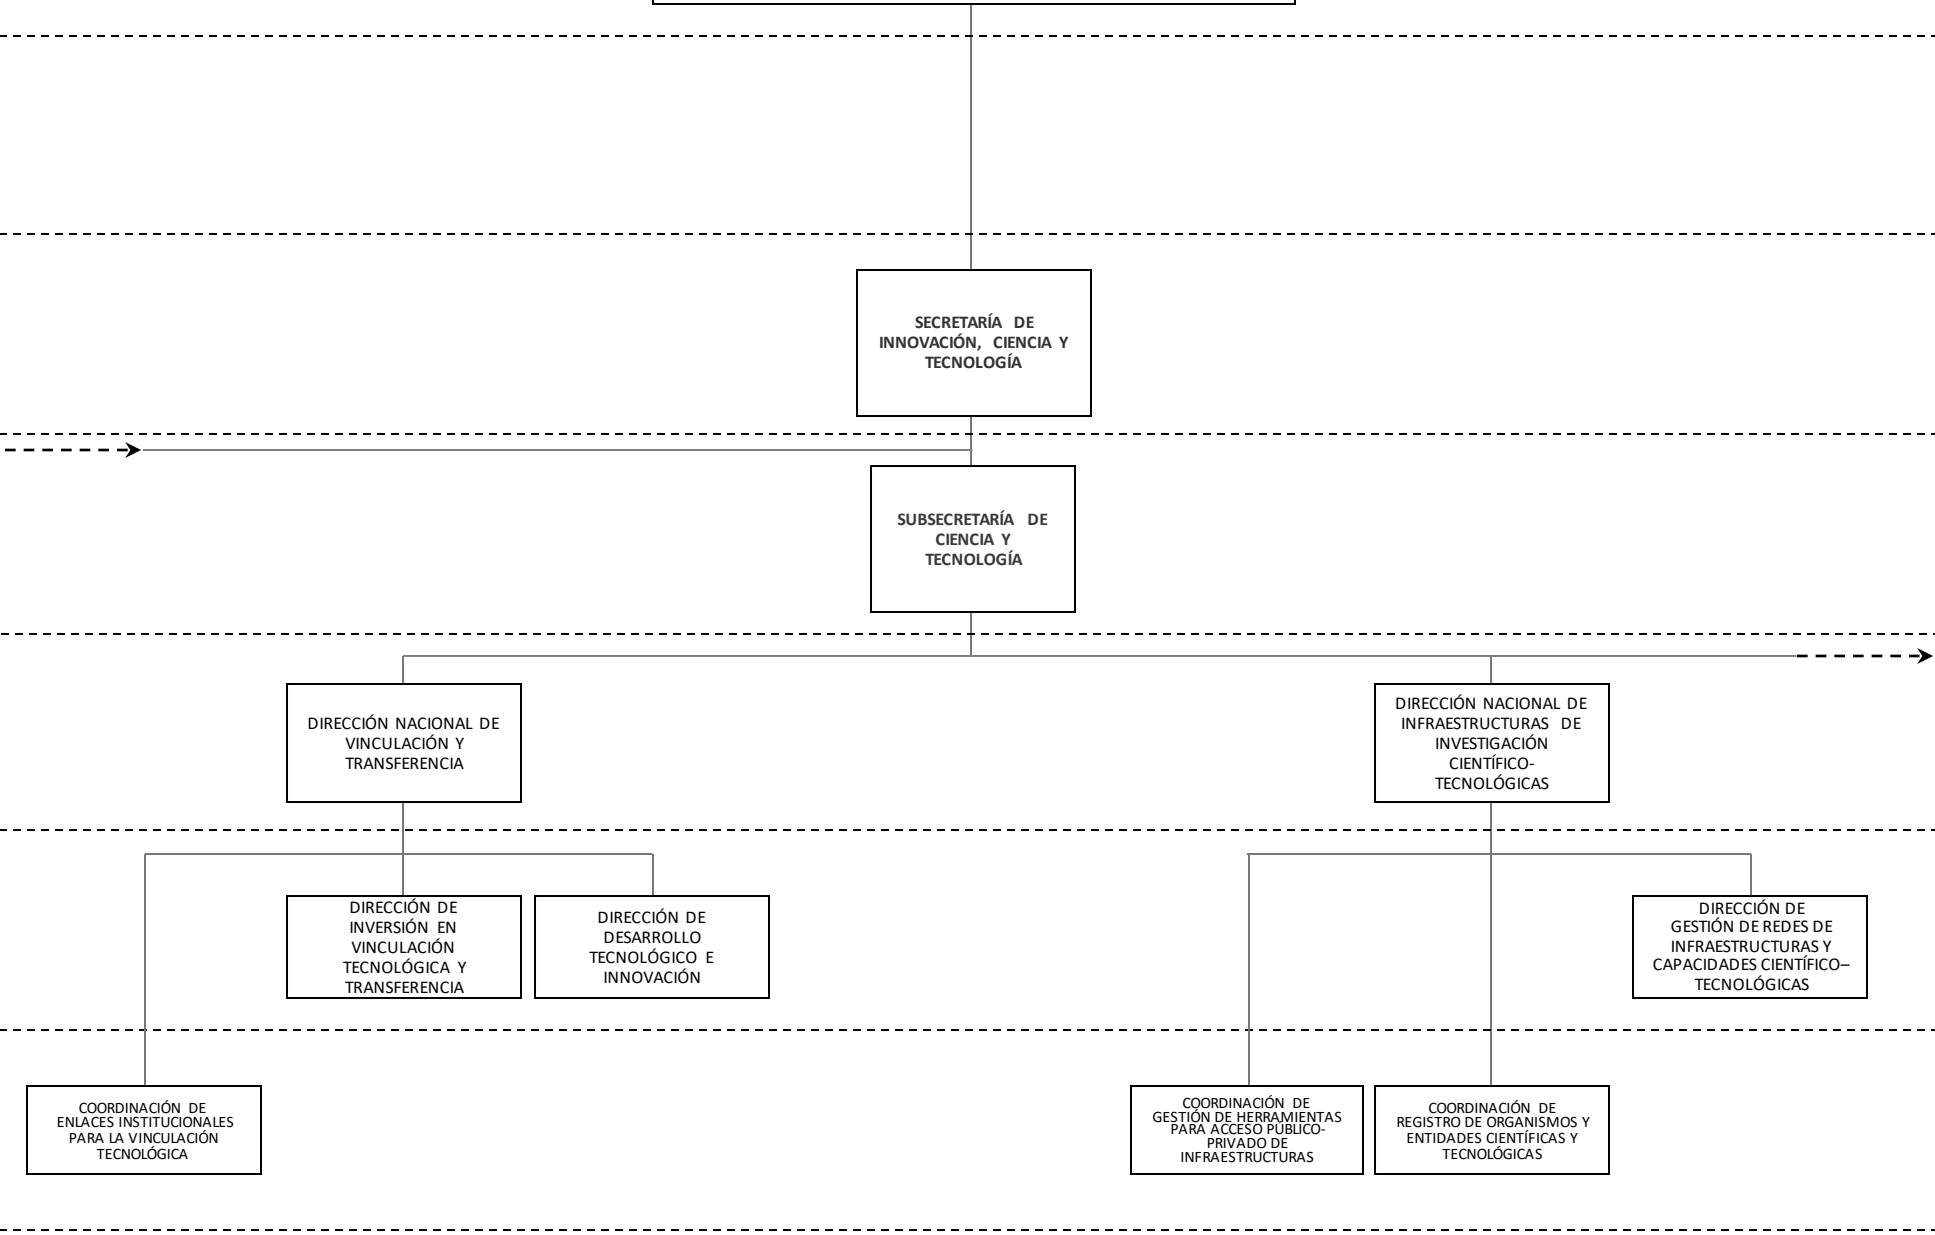 SECRETARÍA DE
INNOVACIÓN, CIENCIA Y
TECNOLOGÍA
SUBSECRETARÍA DE
CIENCIA Y
TECNOLOGÍA
DIRECCIÓN NACIONAL DE
VINCULACIÓN Y
TRANSFERENCIA
DIRECCIÓN NACIONAL DE
INFRAESTRUCTURAS DE
INVESTIGACIÓN
CIENTÍFICO-
TECNOLÓGICAS
DIRECCIÓN DE
INVERSIÓN EN
VINCULACIÓN
TECNOLÓGICA Y
TRANSFERENCIA
DIRECCIÓN DE
DESARROLLO
TECNOLÓGICO E
INNOVACIÓN
DIRECCIÓN DE
GESTIÓN DE REDES DE
INFRAESTRUCTURAS Y
CAPACIDADES CIENTÍFICO–
TECNOLÓGICAS
COORDINACIÓN DE
ENLACES INSTITUCIONALES
PARA LA VINCULACIÓN
TECNOLÓGICA
COORDINACIÓN DE
GESTIÓN DE HERRAMIENTAS
PARA ACCESO PÚBLICO-
PRIVADO DE
INFRAESTRUCTURAS
COORDINACIÓN DE
REGISTRO DE ORGANISMOS Y
ENTIDADES CIENTÍFICAS Y
TECNOLÓGICAS